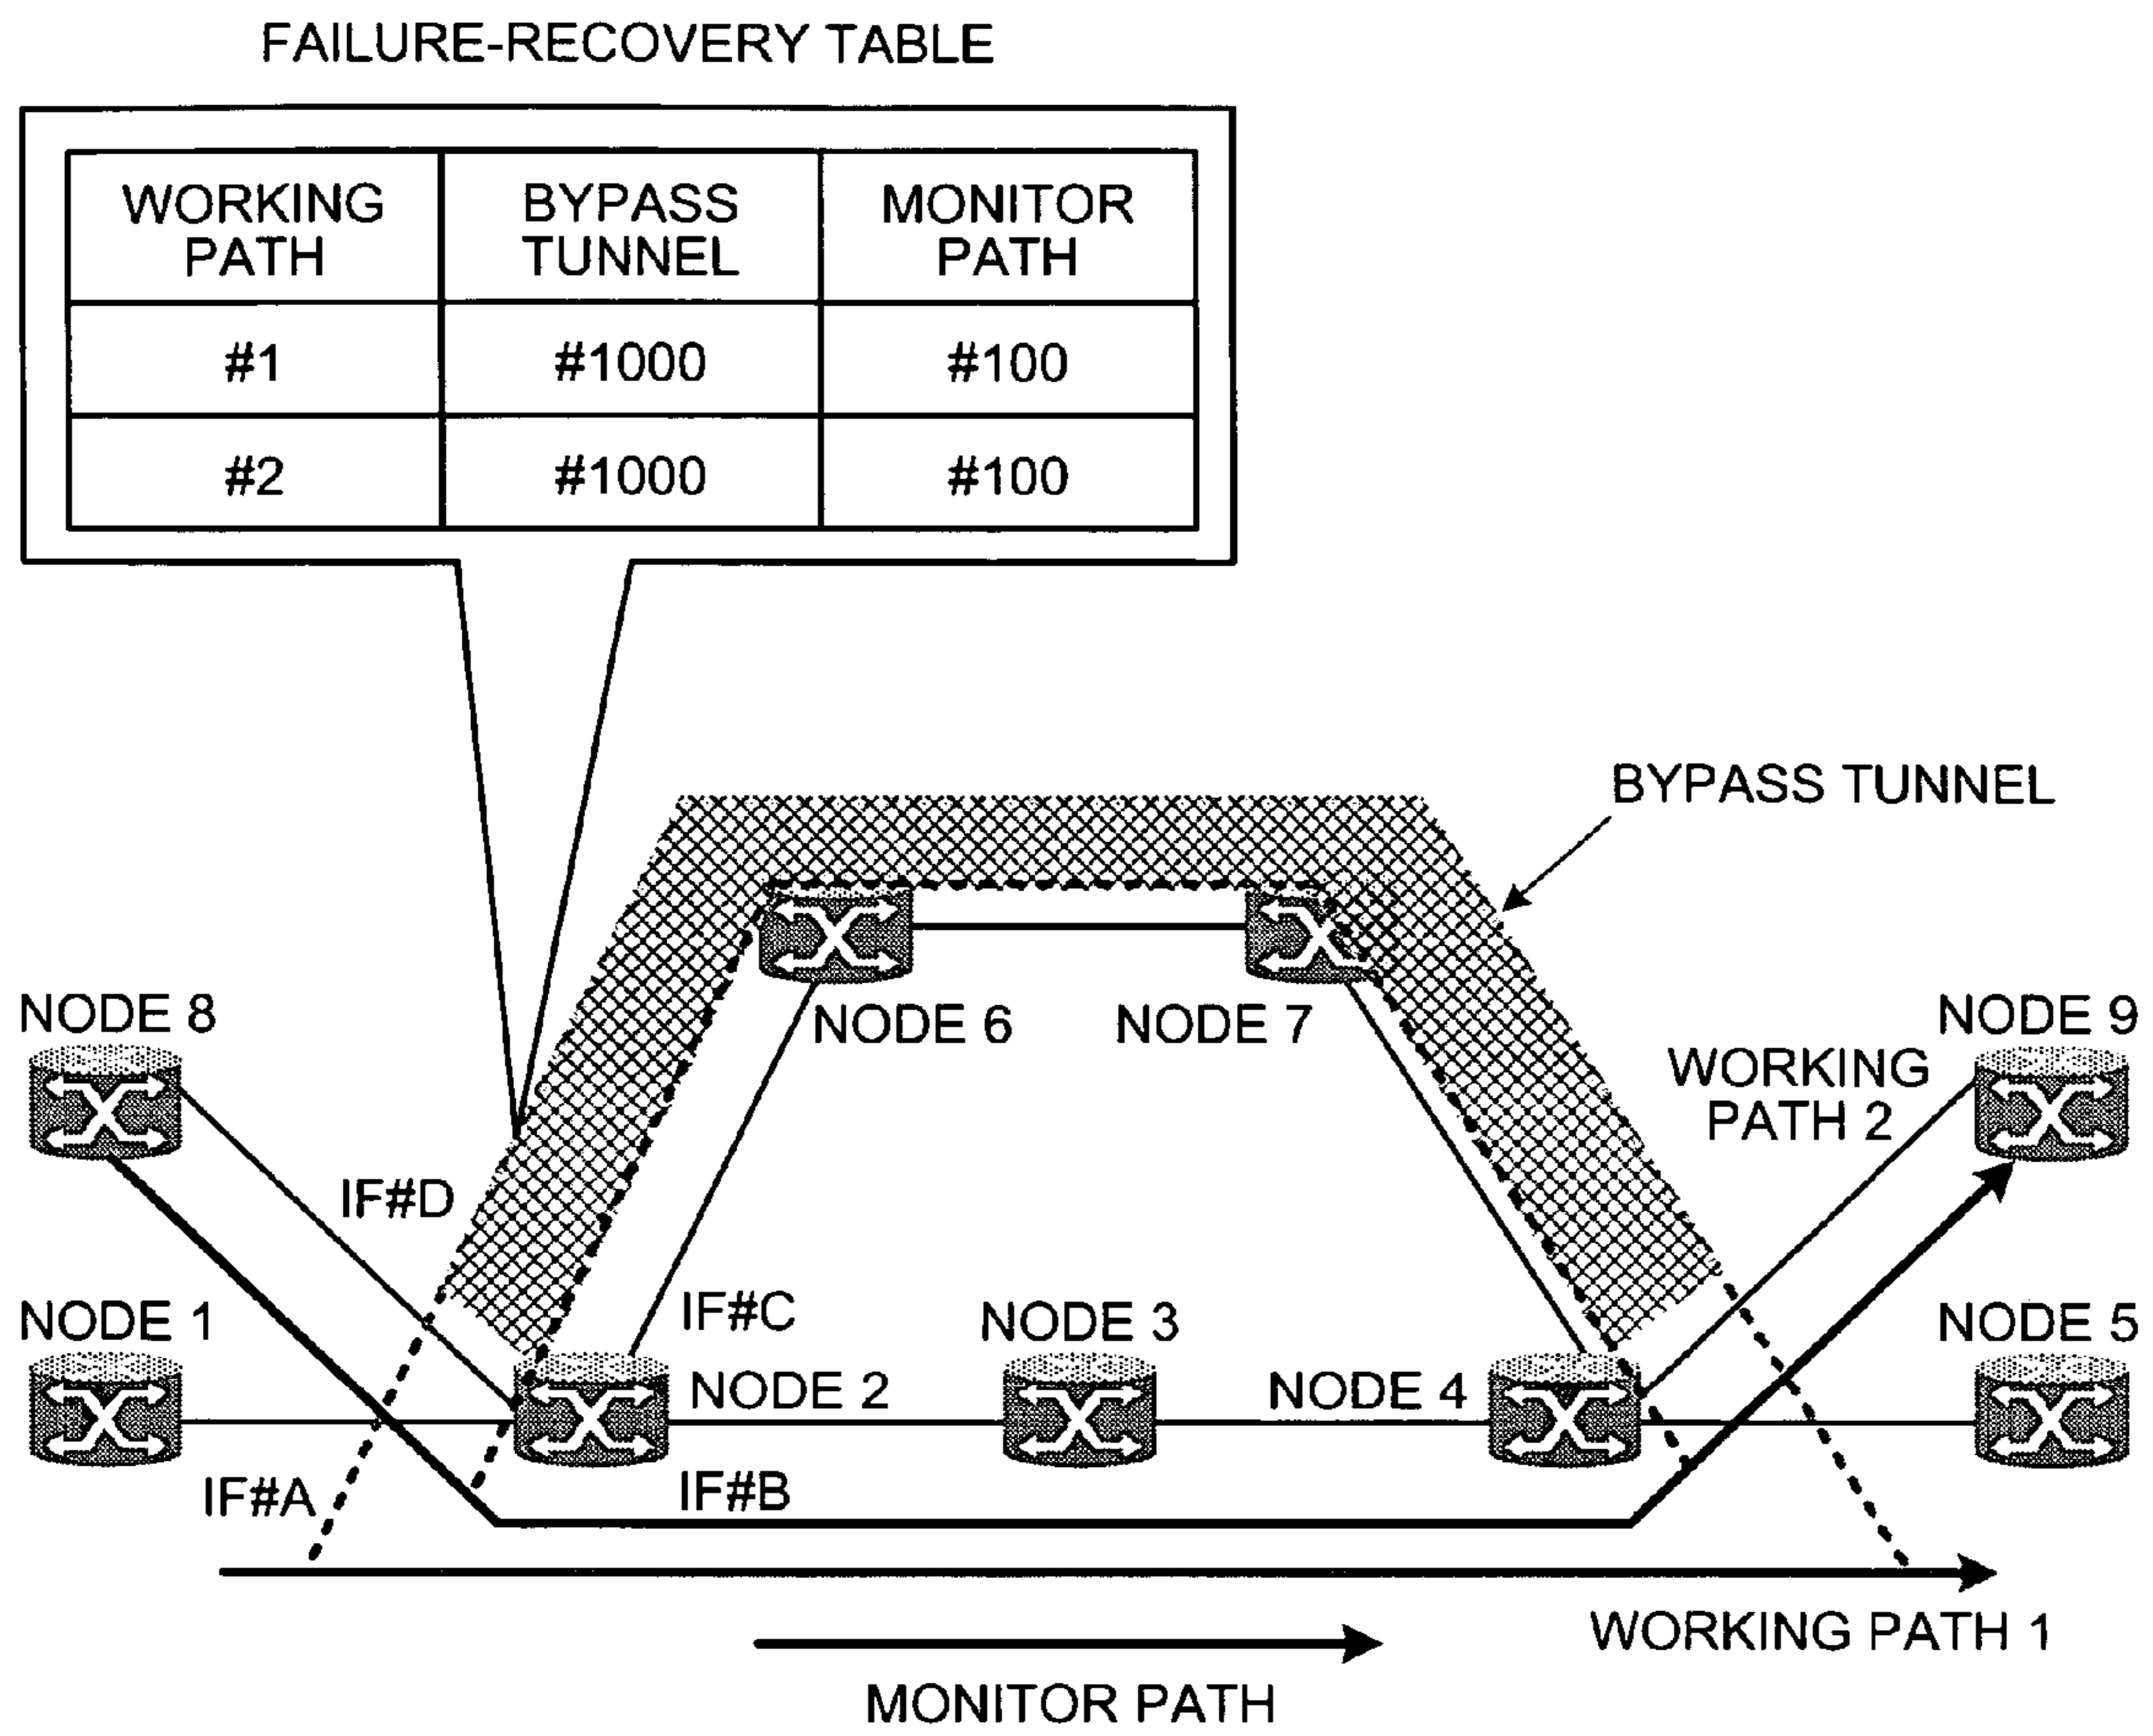 FAILURE-RECOVERY TABLE
WORKING PATH
BYPASS TUNNEL
MONITOR PATH
#1
#1000
#100
#2
#1000
#100
BYPASS TUNNEL
NODE 8
NODE 6
NODE 7
NODE 9
WORKING
PATH 2
IF#D
NODE 1
IF#C
NODE 3
NODE 5
NODE 2
NODE 4
IF#A
IF#B
WORKING PATH 1
MONITOR PATH